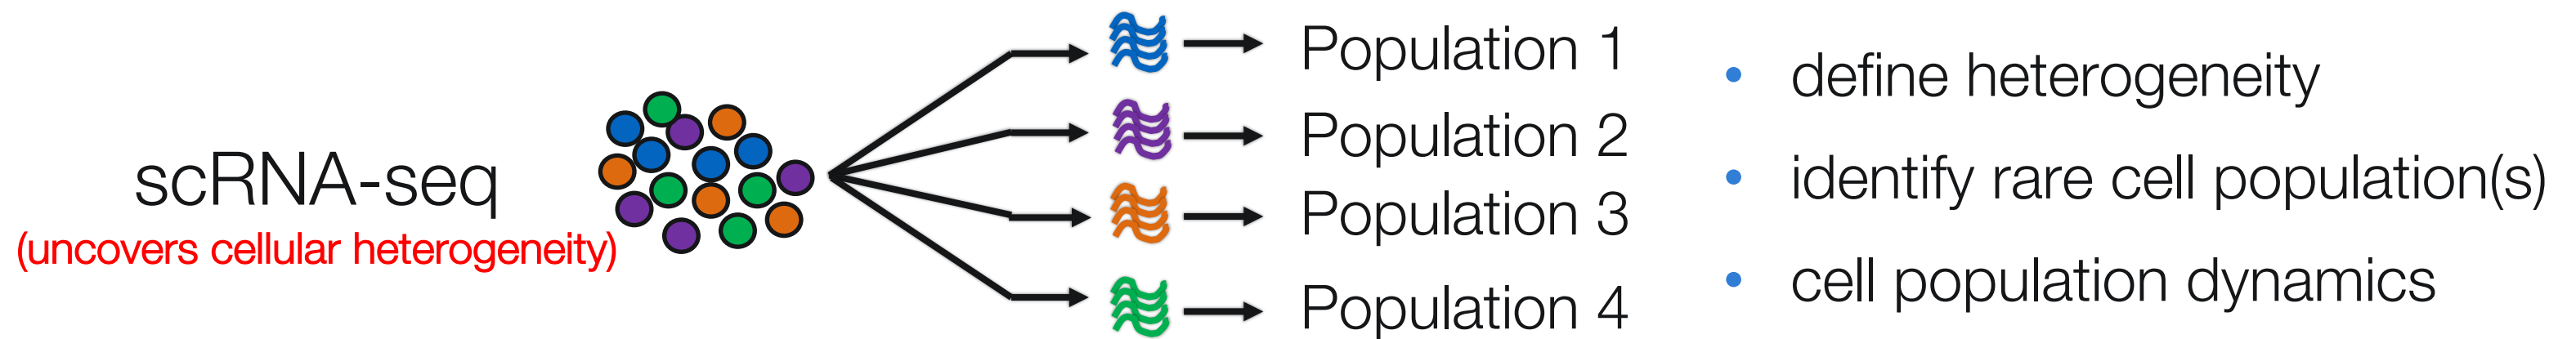 scRNA-seq
(uncovers cellular heterogeneity)
Population 1
Population 2
Population 3
Population 4
• define heterogeneity
• identify rare cell population(s)
• cell population dynamics